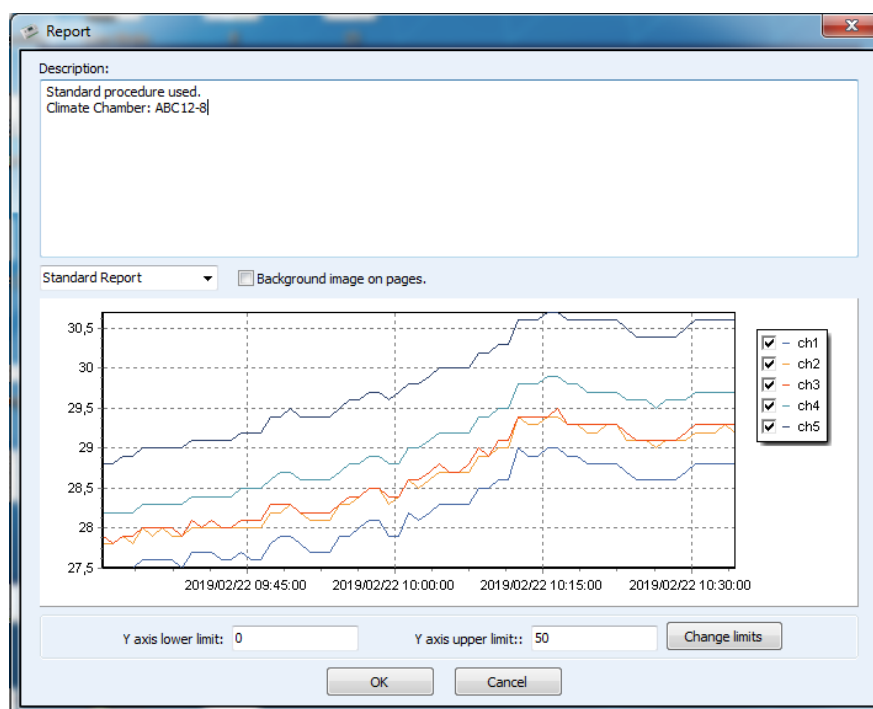 Report
Description:
Standard procedure used.
Climate Chamber: ABC12-8
Standard Report
Background image on pages.
30,5
30
29,5
29
28,5
28
27,5
2019/02/22 09:45:00
2019/02/22 10:00:00
2019/02/22 10:15:00
2019/02/22 10:30:00
ch1
ch2
ch3
ch4
ch5
Y axis lower limit: 0
Y axis upper limit:: 50
Change limits
OK
Cancel